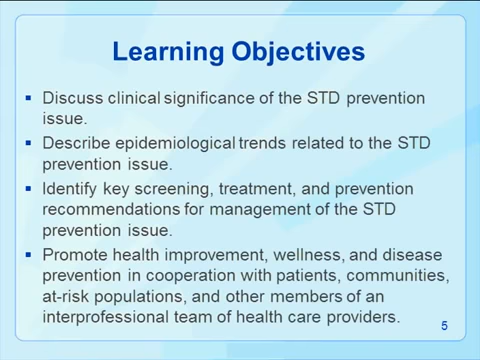 Learning Objectives
▪ Discuss clinical significance of the STD prevention
issue.
▪ Describe epidemiological trends related to the STD
prevention issue.
▪ Identify key screening, treatment, and prevention
recommendations for management of the STD
prevention issue.
▪ Promote health improvement, wellness, and disease
prevention in cooperation with patients, communities,
at-risk populations, and other members of an
interprofessional team of health care providers.
5